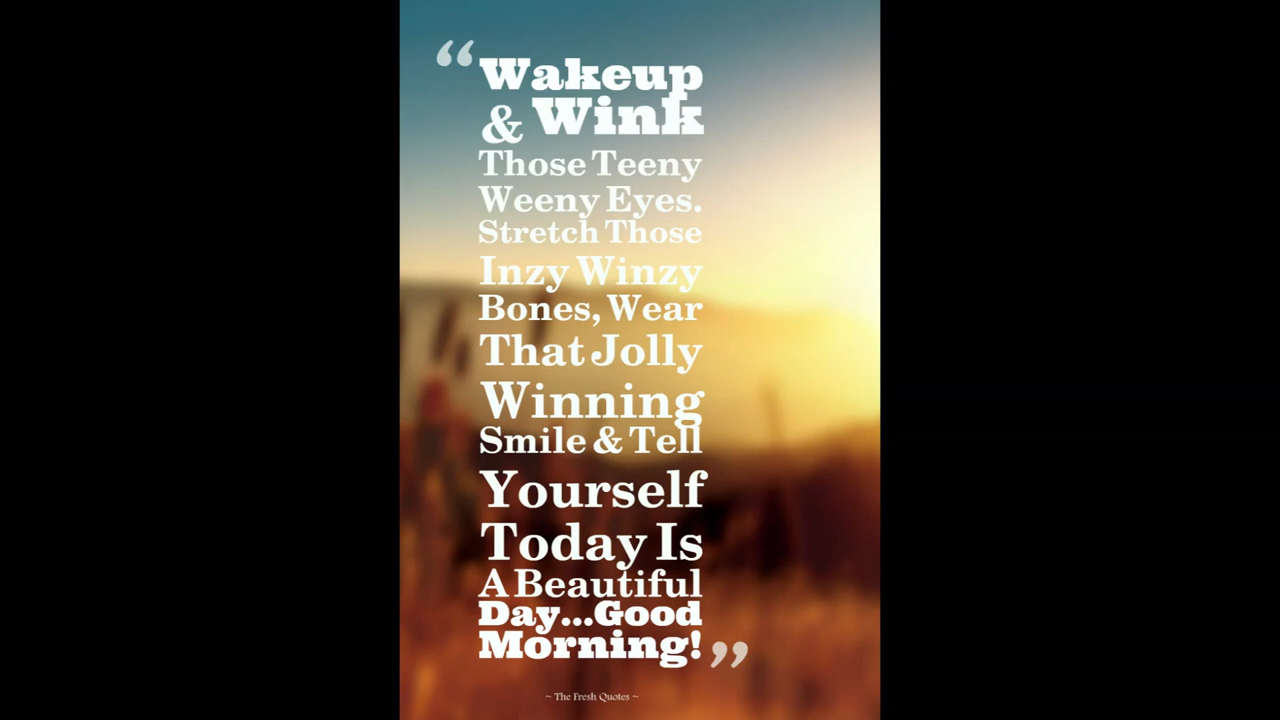 “Wakeup
& Wink
Those Teeny
Weeny Eyes.
Stretch Those
Inzy Winzy
Bones, Wear
That Jolly
Winning
Smile & Tell
Yourself
Today Is
A Beautiful
Day...Good
Morning!”
~ The Fresh Quotes ~